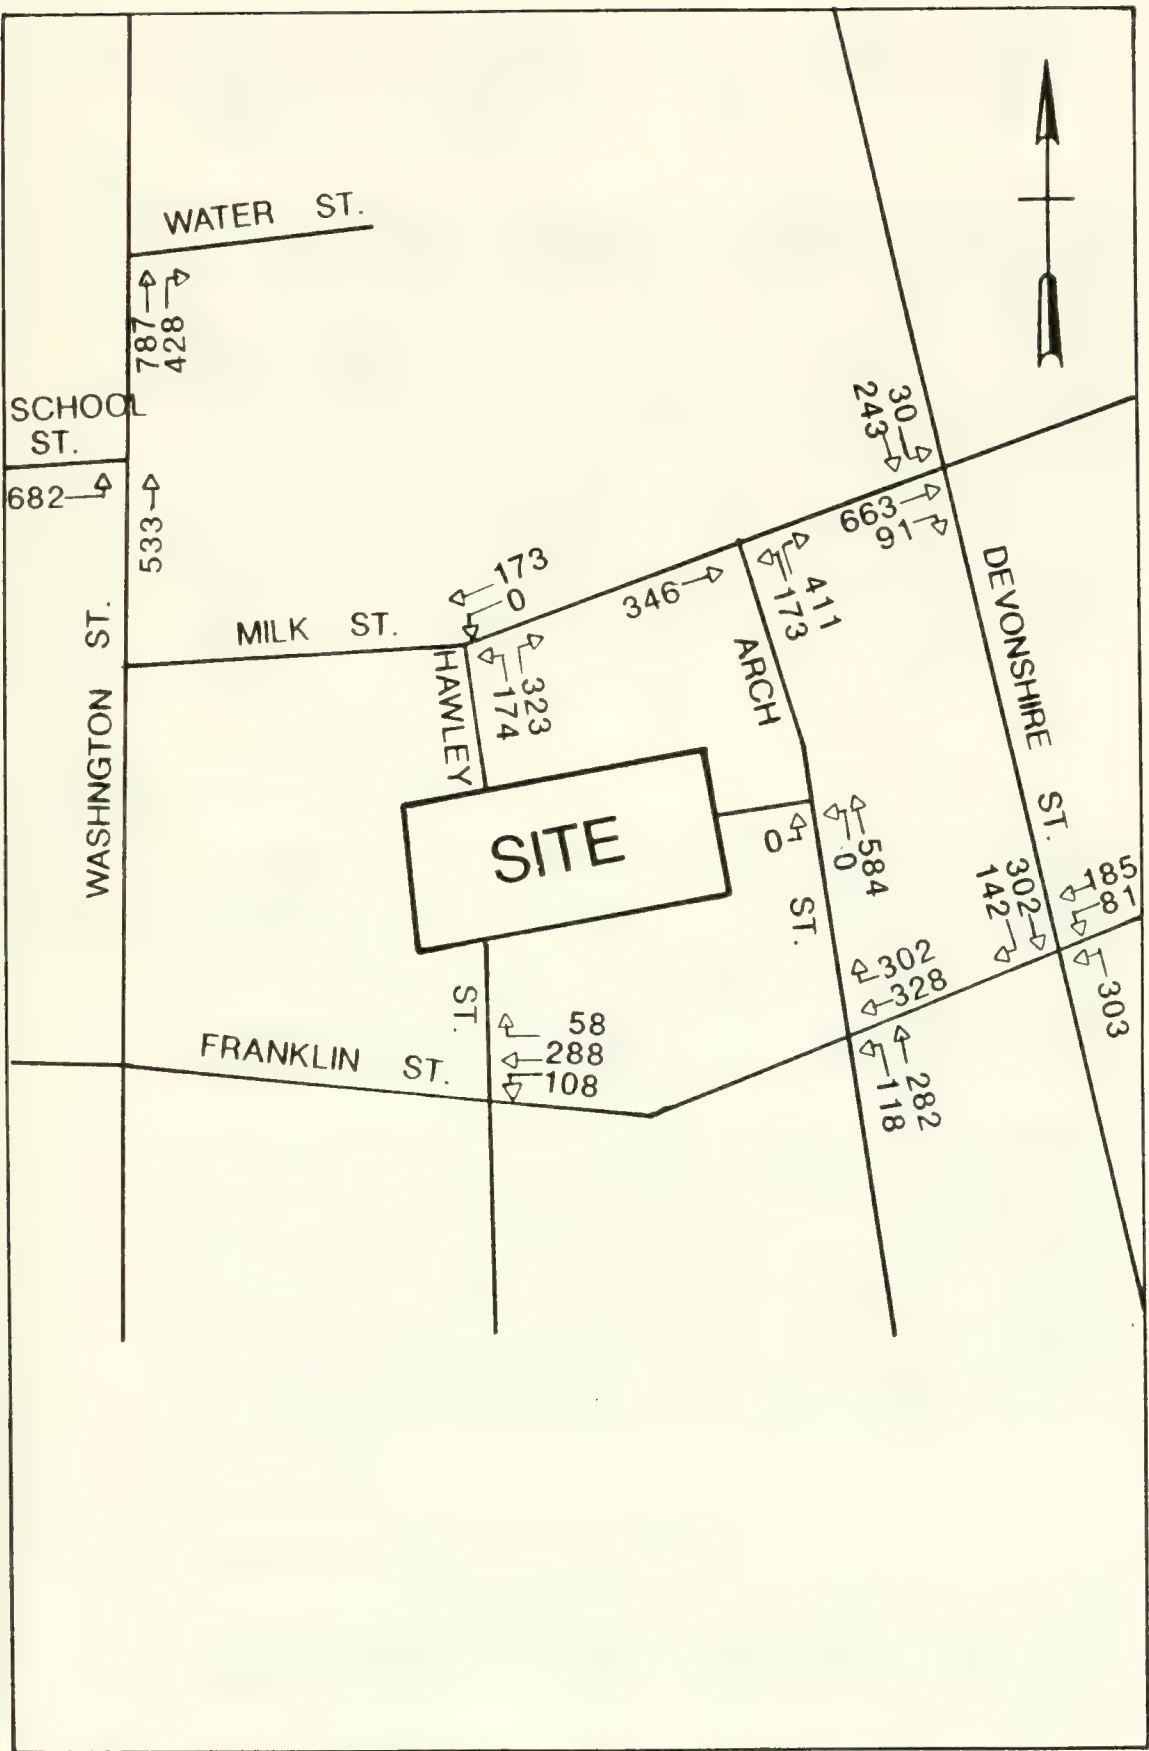 WATER ST.
787
428
SCHOOL
ST.
682
533
30
243
663
91
173
0
346
411
173
MILK ST.
HAWLEY
323
174
ARCH
DEVONSHIRE ST.
WASHNGTON ST.
SITE
0
584
0
ST.
302
142
185
81
303
302
328
ST.
58
288
108
FRANKLIN ST.
282
118